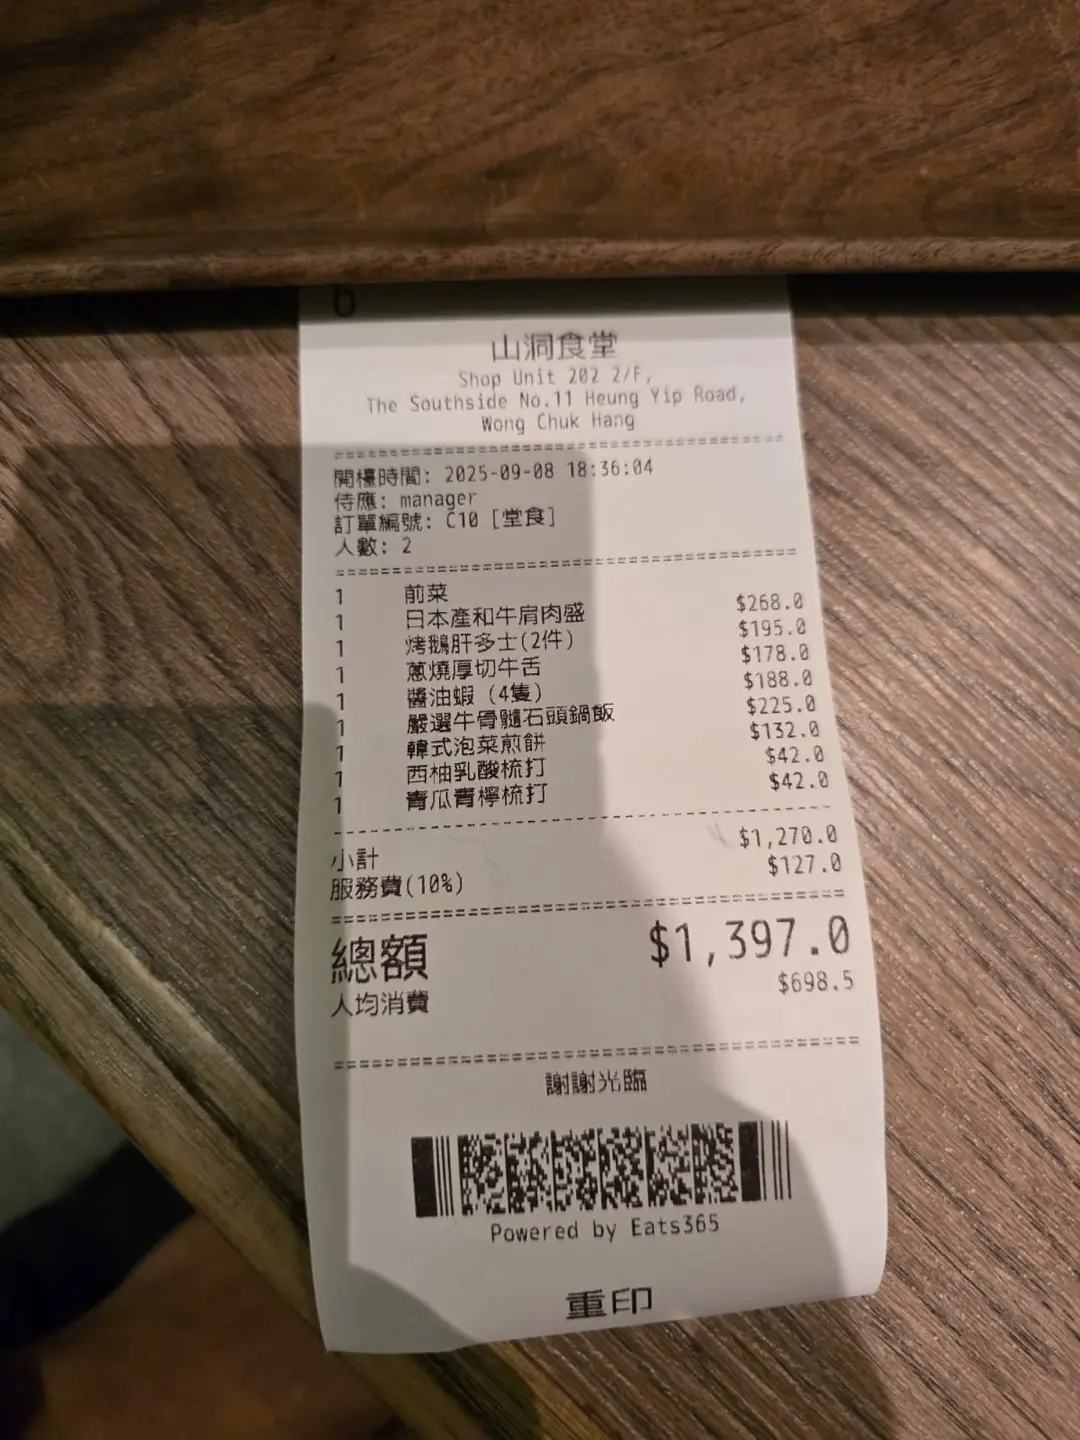 山洞食堂
Shop Unit 202 2/F,
The Southside No.11 Heung Yip Road,
Wong Chuk Hang
開檯時間: 2025-09-08 18:36:04
侍應: manager
訂單編號: C10 [堂食]
人數: 2
1 前菜
1 日本產和牛肩肉盛 $268.0
1 烤鵝肝多士(2件) $195.0
1 蔥燒厚切牛舌 $178.0
1 醬油蝦 (4隻) $188.0
1 嚴選牛骨髓石頭鍋飯 $225.0
1 韓式泡菜煎餅 $132.0
1 西柚乳酸梳打 $42.0
1 青瓜青檸梳打 $42.0
小計 $1,270.0
服務費(10%) $127.0
總額 $1,397.0
人均消費 $698.5
謝謝光臨
Powered by Eats365
重印